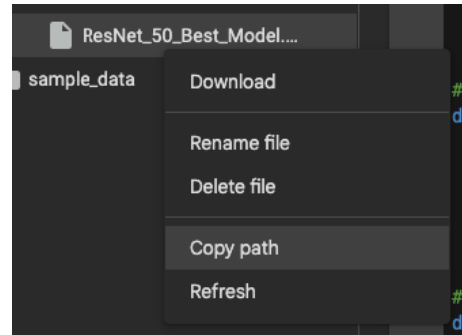 ResNet_50_Best_Model....
sample_data
Download
#
d
Rename file
Delete file
Copy path
Refresh
#
d